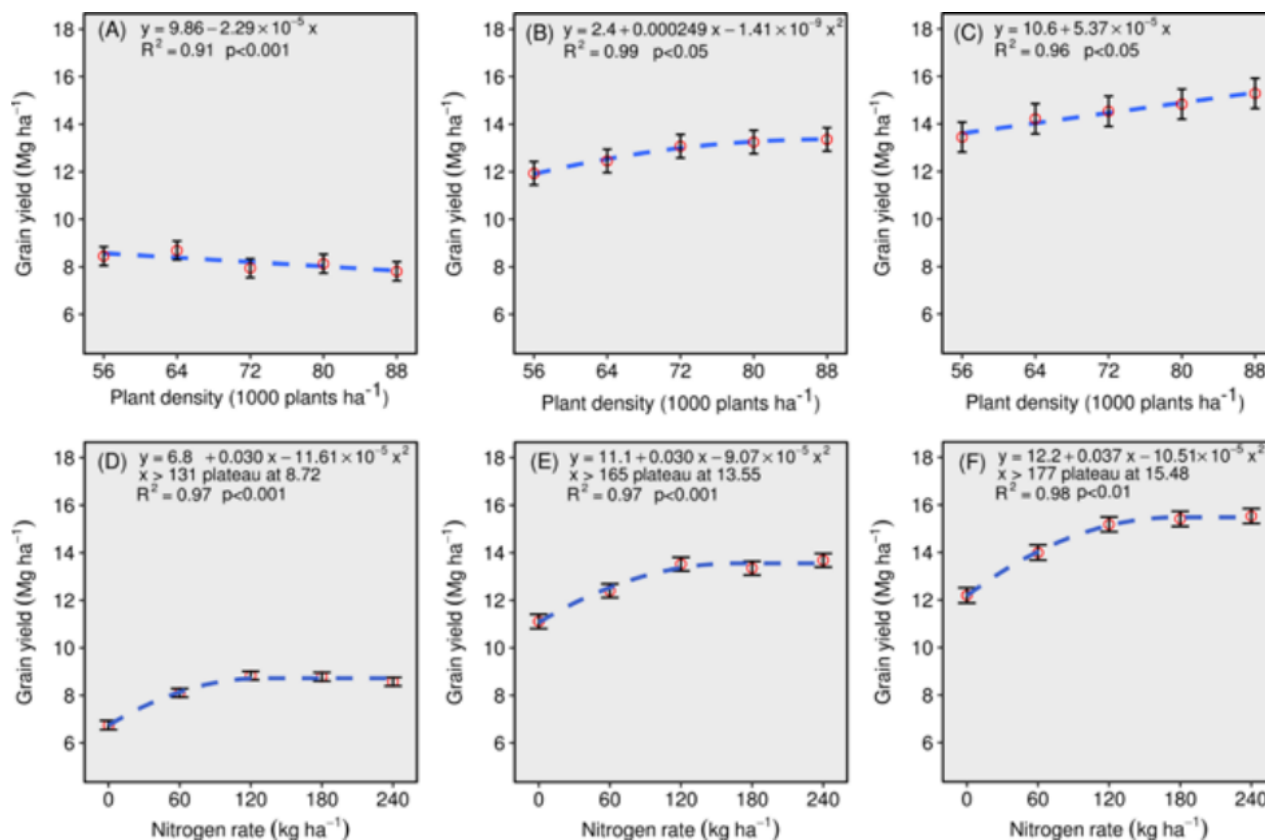 (A) y = 9.86 − 2.29 × 10⁻⁵ x
R² = 0.91 p<0.001
18
16
14
12
10
8
6
Grain yield (Mg ha⁻¹)
56 64 72 80 88
Plant density (1000 plants ha⁻¹)
(B) y = 2.4 + 0.000249 x − 1.41 × 10⁻⁹ x²
R² = 0.99 p<0.05
18
16
14
12
10
8
6
Grain yield (Mg ha⁻¹)
56 64 72 80 88
Plant density (1000 plants ha⁻¹)
(C) y = 10.6 + 5.37 × 10⁻⁵ x
R² = 0.96 p<0.05
18
16
14
12
10
8
6
Grain yield (Mg ha⁻¹)
56 64 72 80 88
Plant density (1000 plants ha⁻¹)
(D) y = 6.8 + 0.030 x − 11.61 × 10⁻⁵ x²
x > 131 plateau at 8.72
R² = 0.97 p<0.001
18
16
14
12
10
8
6
Grain yield (Mg ha⁻¹)
0 60 120 180 240
Nitrogen rate (kg ha⁻¹)
(E) y = 11.1 + 0.030 x − 9.07 × 10⁻⁵ x²
x > 165 plateau at 13.55
R² = 0.97 p<0.001
18
16
14
12
10
8
6
Grain yield (Mg ha⁻¹)
0 60 120 180 240
Nitrogen rate (kg ha⁻¹)
(F) y = 12.2 + 0.037 x − 10.51 × 10⁻⁵ x²
x > 177 plateau at 15.48
R² = 0.98 p<0.01
18
16
14
12
10
8
6
Grain yield (Mg ha⁻¹)
0 60 120 180 240
Nitrogen rate (kg ha⁻¹)